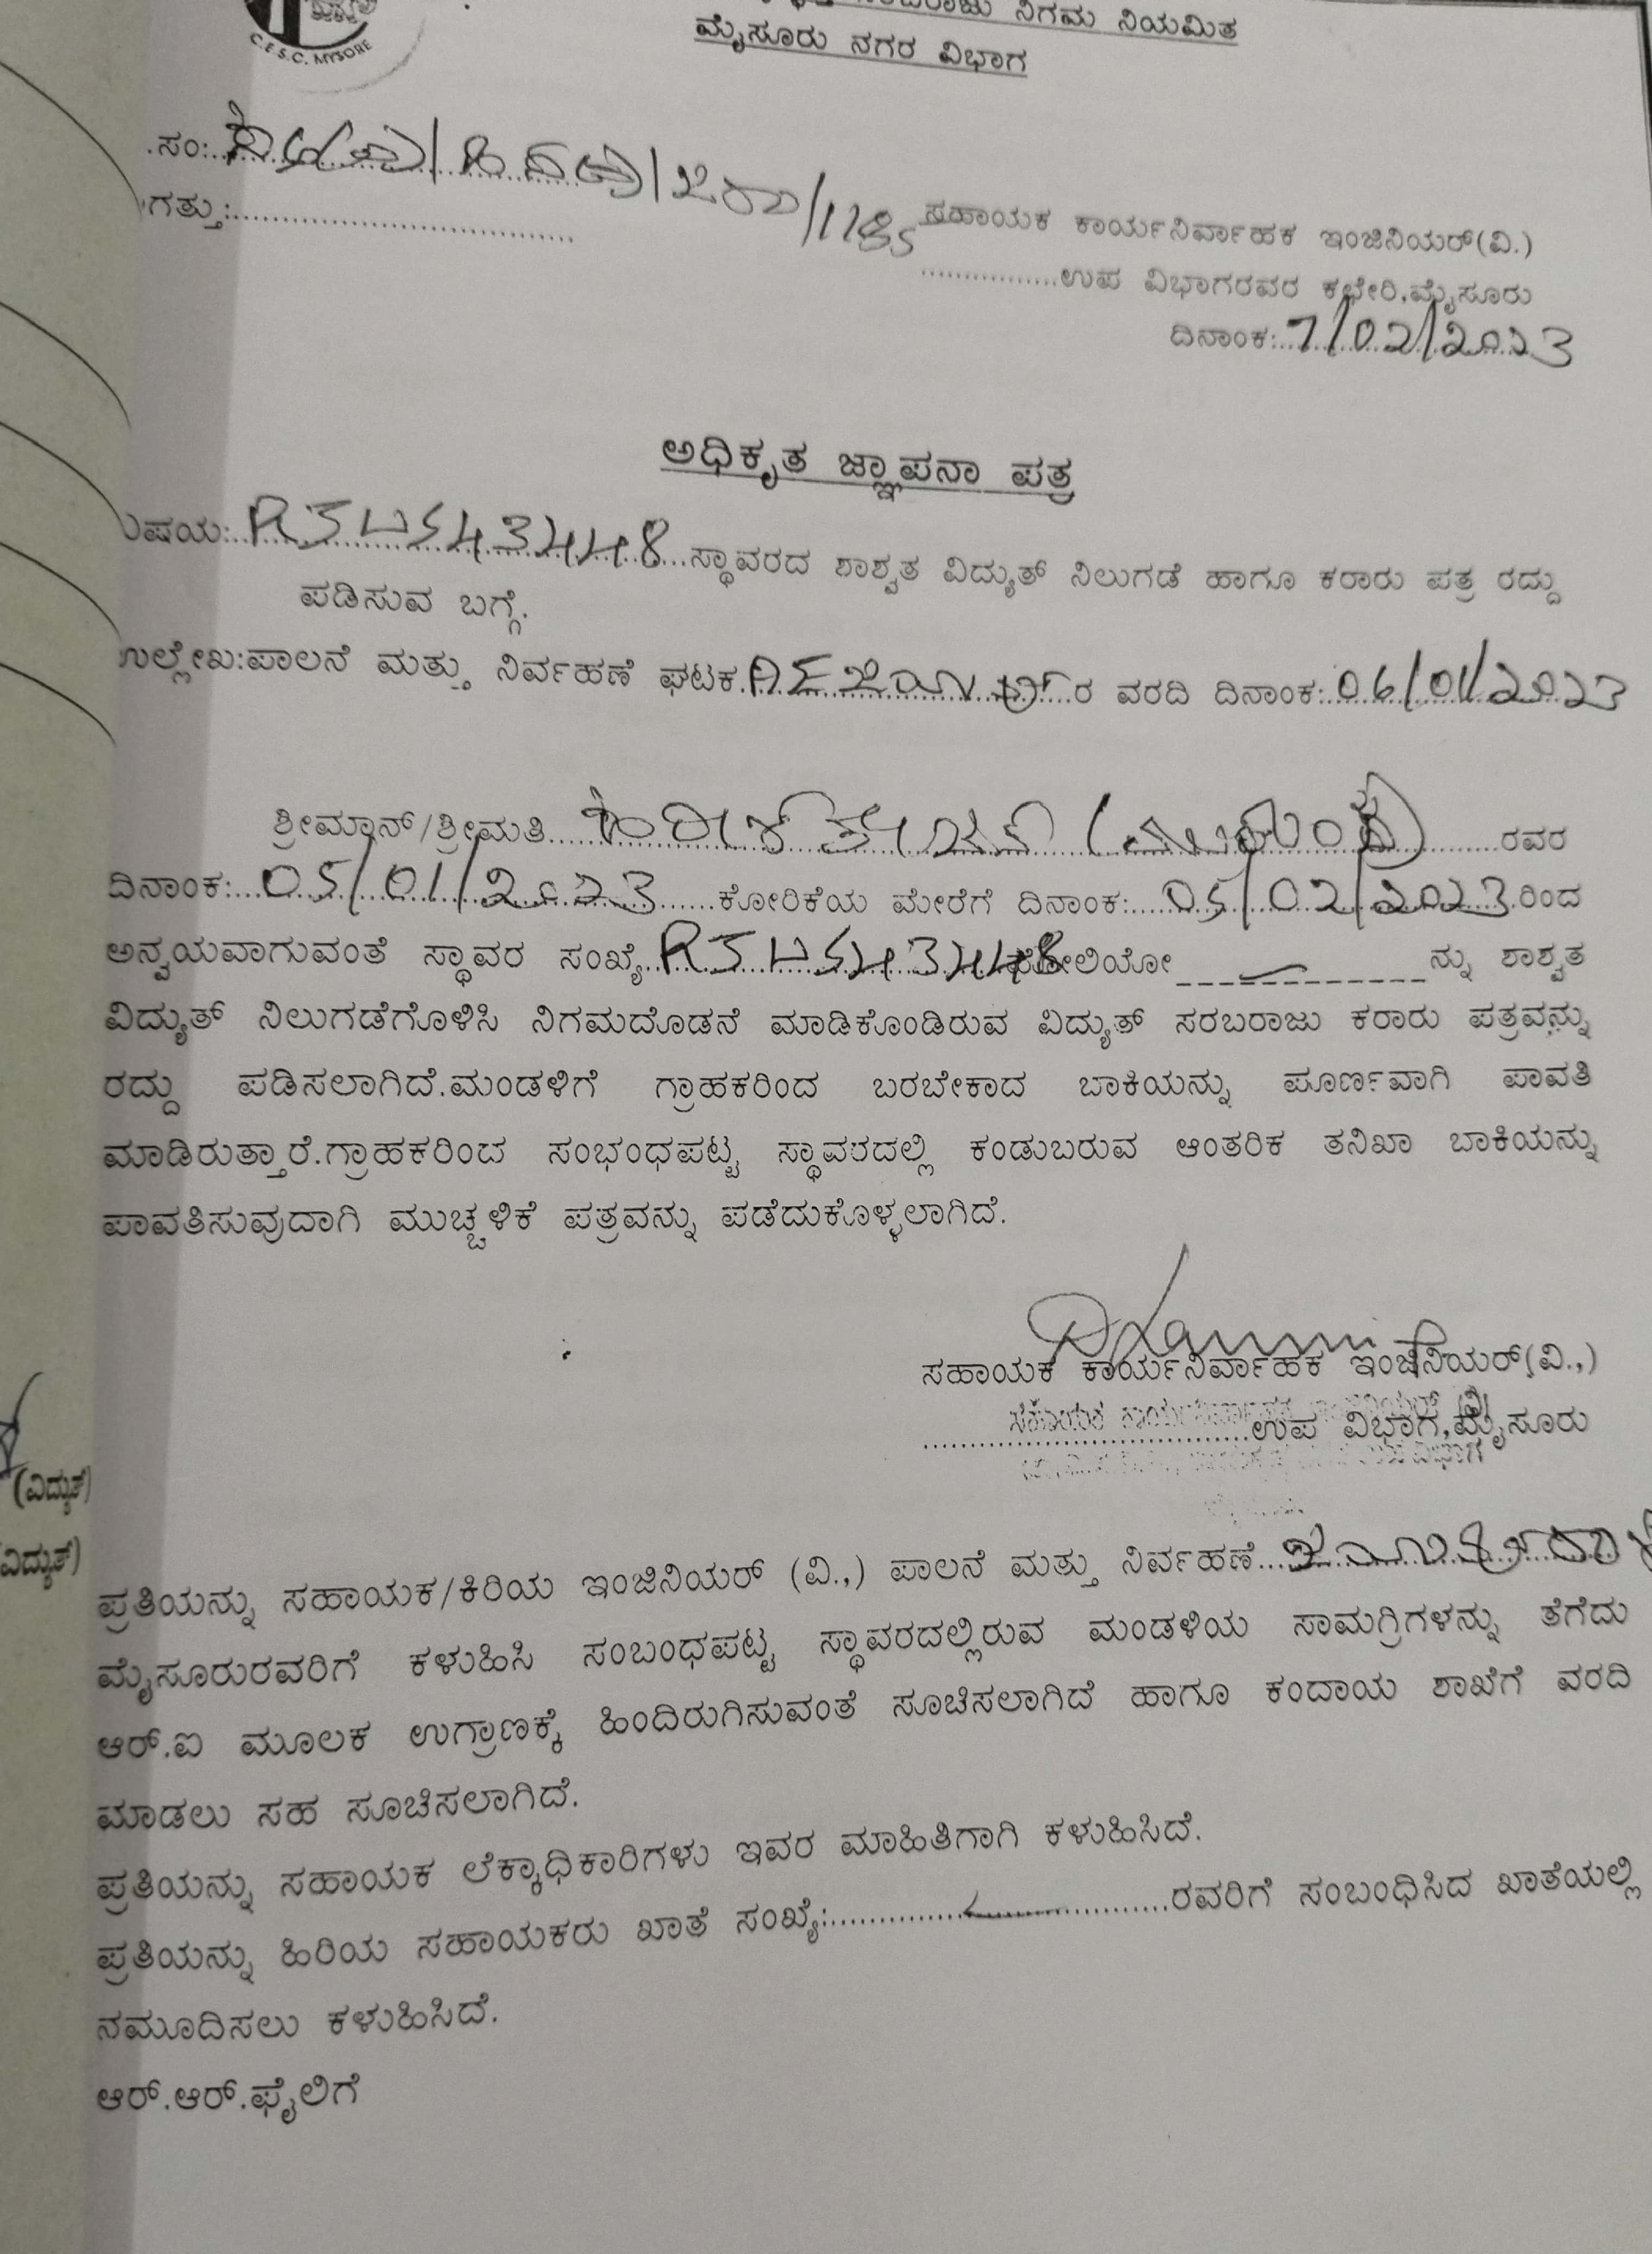 ನಿಗಮ ನಿಯಮಿತ
ಮೈಸೂರು ನಗರ ವಿಭಾಗ
C.E.S.C. MYSORE
ಸಂ: /1185
ಗತ್ತು:
ಸಹಾಯಕ ಕಾರ್ಯನಿರ್ವಾಹಕ ಇಂಜಿನಿಯರ್(ವಿ.)
ಉಪ ವಿಭಾಗರವರ ಕಛೇರಿ,ಮೈಸೂರು
ದಿನಾಂಕ: 7/02/2023
ಅಧಿಕೃತ ಜ್ಞಾಪನಾ ಪತ್ರ
ವಿಷಯ: ಸ್ಥಾವರದ ಶಾಶ್ವತ ವಿದ್ಯುತ್ ನಿಲುಗಡೆ ಹಾಗೂ ಕರಾರು ಪತ್ರ ರದ್ದು
ಪಡಿಸುವ ಬಗ್ಗೆ.
ಉಲ್ಲೇಖ:ಪಾಲನೆ ಮತ್ತು ನಿರ್ವಹಣೆ ಘಟಕ ರ ವರದಿ ದಿನಾಂಕ: 06/01/2023
ಶ್ರೀಮಾನ್/ಶ್ರೀಮತಿ ರವರ
ದಿನಾಂಕ: 05/01/2023 ಕೋರಿಕೆಯ ಮೇರೆಗೆ ದಿನಾಂಕ: 05/02/2023 ರಿಂದ
ಅನ್ವಯವಾಗುವಂತೆ ಸ್ಥಾವರ ಸಂಖ್ಯೆ ಪೋಲಿಯೋ ನ್ನು ಶಾಶ್ವತ
ವಿದ್ಯುತ್ ನಿಲುಗಡೆಗೊಳಿಸಿ ನಿಗಮದೊಡನೆ ಮಾಡಿಕೊಂಡಿರುವ ವಿದ್ಯುತ್ ಸರಬರಾಜು ಕರಾರು ಪತ್ರವನ್ನು
ರದ್ದು ಪಡಿಸಲಾಗಿದೆ.ಮಂಡಳಿಗೆ ಗ್ರಾಹಕರಿಂದ ಬರಬೇಕಾದ ಬಾಕಿಯನ್ನು ಪೂರ್ಣವಾಗಿ ಪಾವತಿ
ಮಾಡಿರುತ್ತಾರೆ.ಗ್ರಾಹಕರಿಂದ ಸಂಭಂಧಪಟ್ಟ ಸ್ಥಾವರದಲ್ಲಿ ಕಂಡುಬರುವ ಆಂತರಿಕ ತನಿಖಾ ಬಾಕಿಯನ್ನು
ಪಾವತಿಸುವುದಾಗಿ ಮುಚ್ಚಳಿಕೆ ಪತ್ರವನ್ನು ಪಡೆದುಕೊಳ್ಳಲಾಗಿದೆ.
ಸಹಾಯಕ ಕಾರ್ಯನಿರ್ವಾಹಕ ಇಂಜಿನಿಯರ್(ವಿ.,)
ಉಪ ವಿಭಾಗ,ಮೈಸೂರು
(ವಿದ್ಯುತ್)
ವಿದ್ಯುತ್)
ಪ್ರತಿಯನ್ನು ಸಹಾಯಕ/ಕಿರಿಯ ಇಂಜಿನಿಯರ್ (ವಿ.,) ಪಾಲನೆ ಮತ್ತು ನಿರ್ವಹಣೆ
ಮೈಸೂರುರವರಿಗೆ ಕಳುಹಿಸಿ ಸಂಬಂಧಪಟ್ಟ ಸ್ಥಾವರದಲ್ಲಿರುವ ಮಂಡಳಿಯ ಸಾಮಗ್ರಿಗಳನ್ನು ತೆಗೆದು
ಆರ್.ಐ ಮೂಲಕ ಉಗ್ರಾಣಕ್ಕೆ ಹಿಂದಿರುಗಿಸುವಂತೆ ಸೂಚಿಸಲಾಗಿದೆ ಹಾಗೂ ಕಂದಾಯ ಶಾಖೆಗೆ ವರದಿ
ಮಾಡಲು ಸಹ ಸೂಚಿಸಲಾಗಿದೆ.
ಪ್ರತಿಯನ್ನು ಸಹಾಯಕ ಲೆಕ್ಕಾಧಿಕಾರಿಗಳು ಇವರ ಮಾಹಿತಿಗಾಗಿ ಕಳುಹಿಸಿದೆ.
ಪ್ರತಿಯನ್ನು ಹಿರಿಯ ಸಹಾಯಕರು ಖಾತೆ ಸಂಖ್ಯೆ: ರವರಿಗೆ ಸಂಬಂಧಿಸಿದ ಖಾತೆಯಲ್ಲಿ
ನಮೂದಿಸಲು ಕಳುಹಿಸಿದೆ.
ಆರ್.ಆರ್.ಫೈಲಿಗೆ